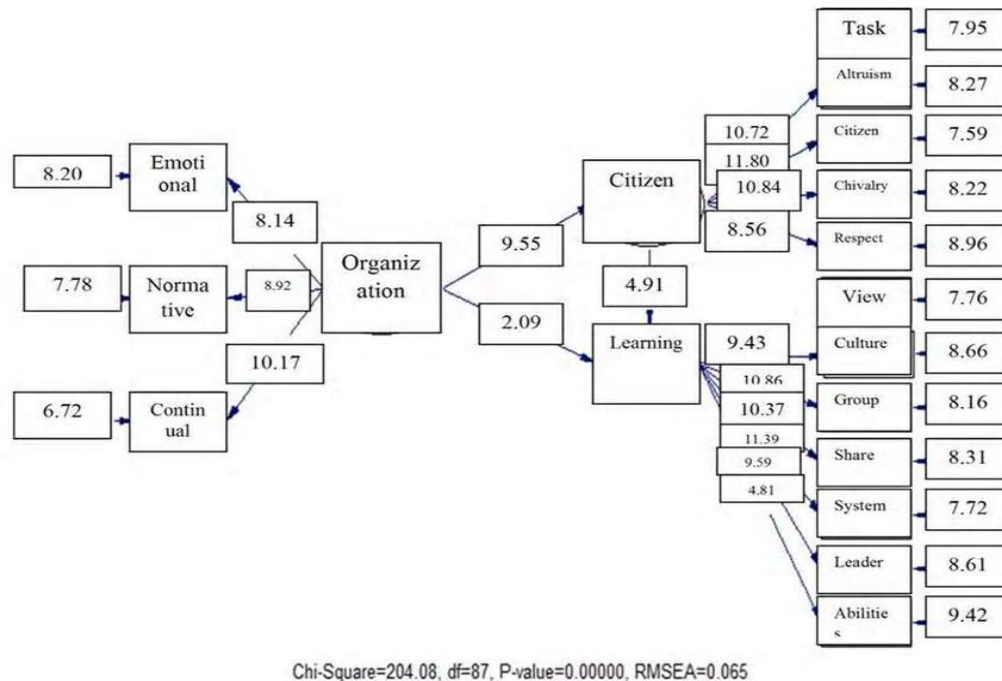 8.20
Emoti
onal
8.14
7.78
Norma
tive
8.92
6.72
Contin
ual
10.17
Organiz
ation
9.55
2.09
Citizen
4.91
Learning
10.72
11.80
10.84
8.56
9.43
10.86
10.37
11.39
9.59
4.81
Task
7.95
Altruism
8.27
Citizen
7.59
Chivalry
8.22
Respect
8.96
View
7.76
Culture
8.66
Group
8.16
Share
8.31
System
7.72
Leader
8.61
Abilitie
s
9.42
Chi-Square=204.08, df=87, P-value=0.00000, RMSEA=0.065